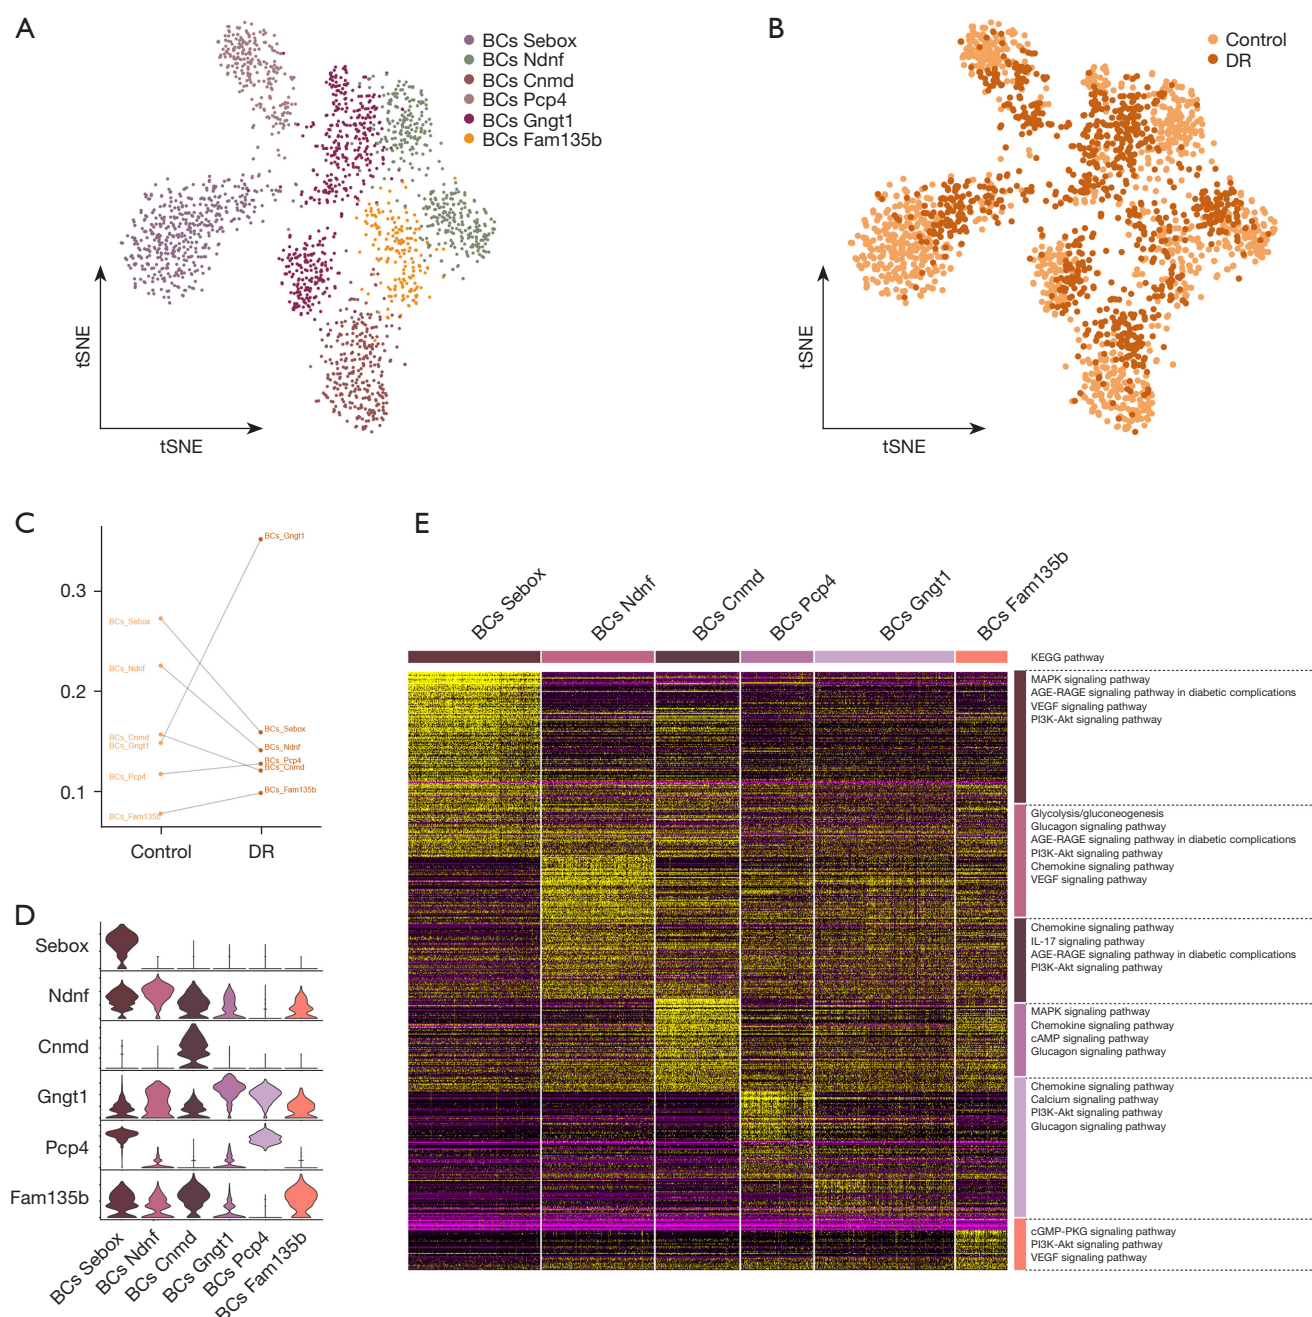 A
BCs Sebox
BCs Ndnf
BCs Cnmd
BCs Pcp4
BCs Gngt1
BCs Fam135b
tSNE
tSNE
B
Control
DR
tSNE
tSNE
C
0.3
0.2
0.1
BCs_Sebox
BCs_Ndnf
BCs_Cnmd
BCs_Gngt1
BCs_Pcp4
BCs_Fam135b
BCs_Gngt1
BCs_Sebox
BCs_Ndnf
BCs_Pcp4
BCs_Cnmd
BCs_Fam135b
Control DR
D
Sebox
Ndnf
Cnmd
Gngt1
Pcp4
Fam135b
BCs Sebox
BCs Ndnf
BCs Cnmd
BCs Gngt1
BCs Pcp4
BCs Fam135b
E
BCs Sebox
BCs Ndnf
BCs Cnmd
BCs Pcp4
BCs Gngt1
BCs Fam135b
KEGG pathway
MAPK signaling pathway
AGE-RAGE signaling pathway in diabetic complications
VEGF signaling pathway
PI3K-Akt signaling pathway
Glycolysis/gluconeogenesis
Glucagon signaling pathway
AGE-RAGE signaling pathway in diabetic complications
PI3K-Akt signaling pathway
Chemokine signaling pathway
VEGF signaling pathway
Chemokine signaling pathway
IL-17 signaling pathway
AGE-RAGE signaling pathway in diabetic complications
PI3K-Akt signaling pathway
MAPK signaling pathway
Chemokine signaling pathway
cAMP signaling pathway
Glucagon signaling pathway
Chemokine signaling pathway
Calcium signaling pathway
PI3K-Akt signaling pathway
Glucagon signaling pathway
cGMP-PKG signaling pathway
PI3K-Akt signaling pathway
VEGF signaling pathway